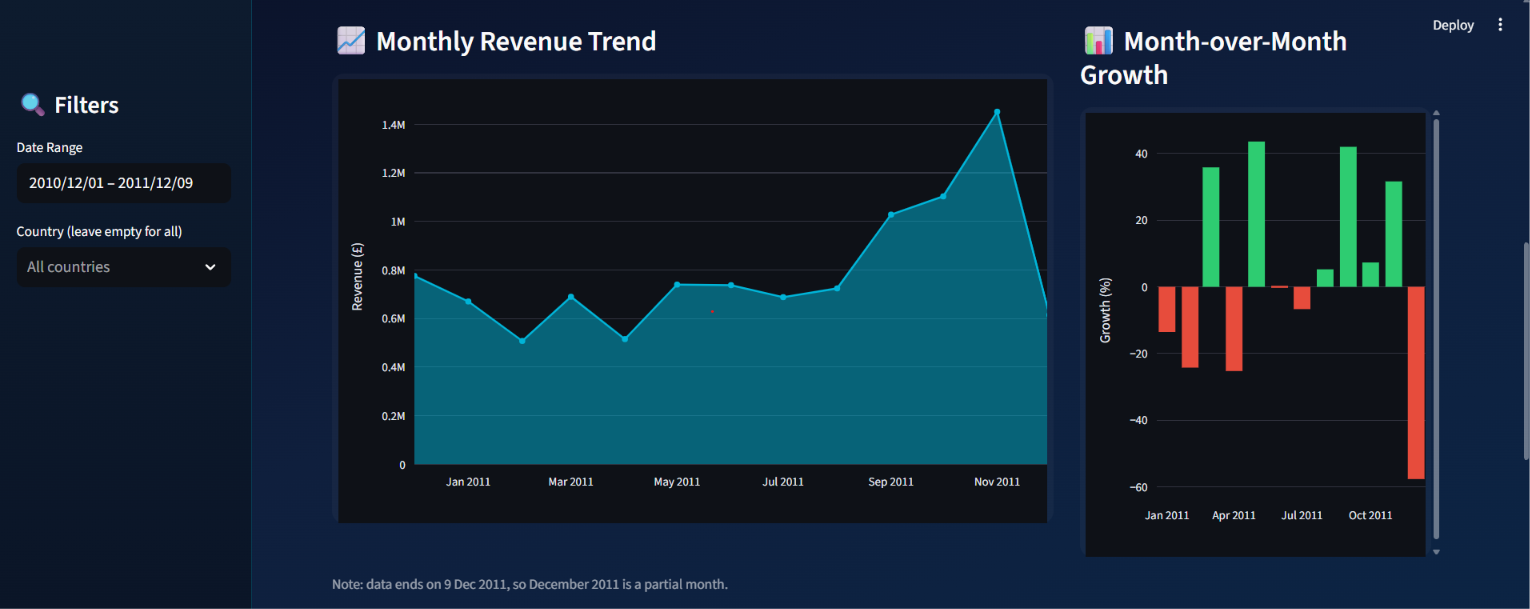 Deploy
Filters
Date Range
2010/12/01 – 2011/12/09
Country (leave empty for all)
All countries
Monthly Revenue Trend
Revenue (£)
1.4M
1.2M
1M
0.8M
0.6M
0.4M
0.2M
0
Jan 2011 Mar 2011 May 2011 Jul 2011 Sep 2011 Nov 2011
Note: data ends on 9 Dec 2011, so December 2011 is a partial month.
Month-over-Month
Growth
Growth (%)
40
20
0
−20
−40
−60
Jan 2011 Apr 2011 Jul 2011 Oct 2011